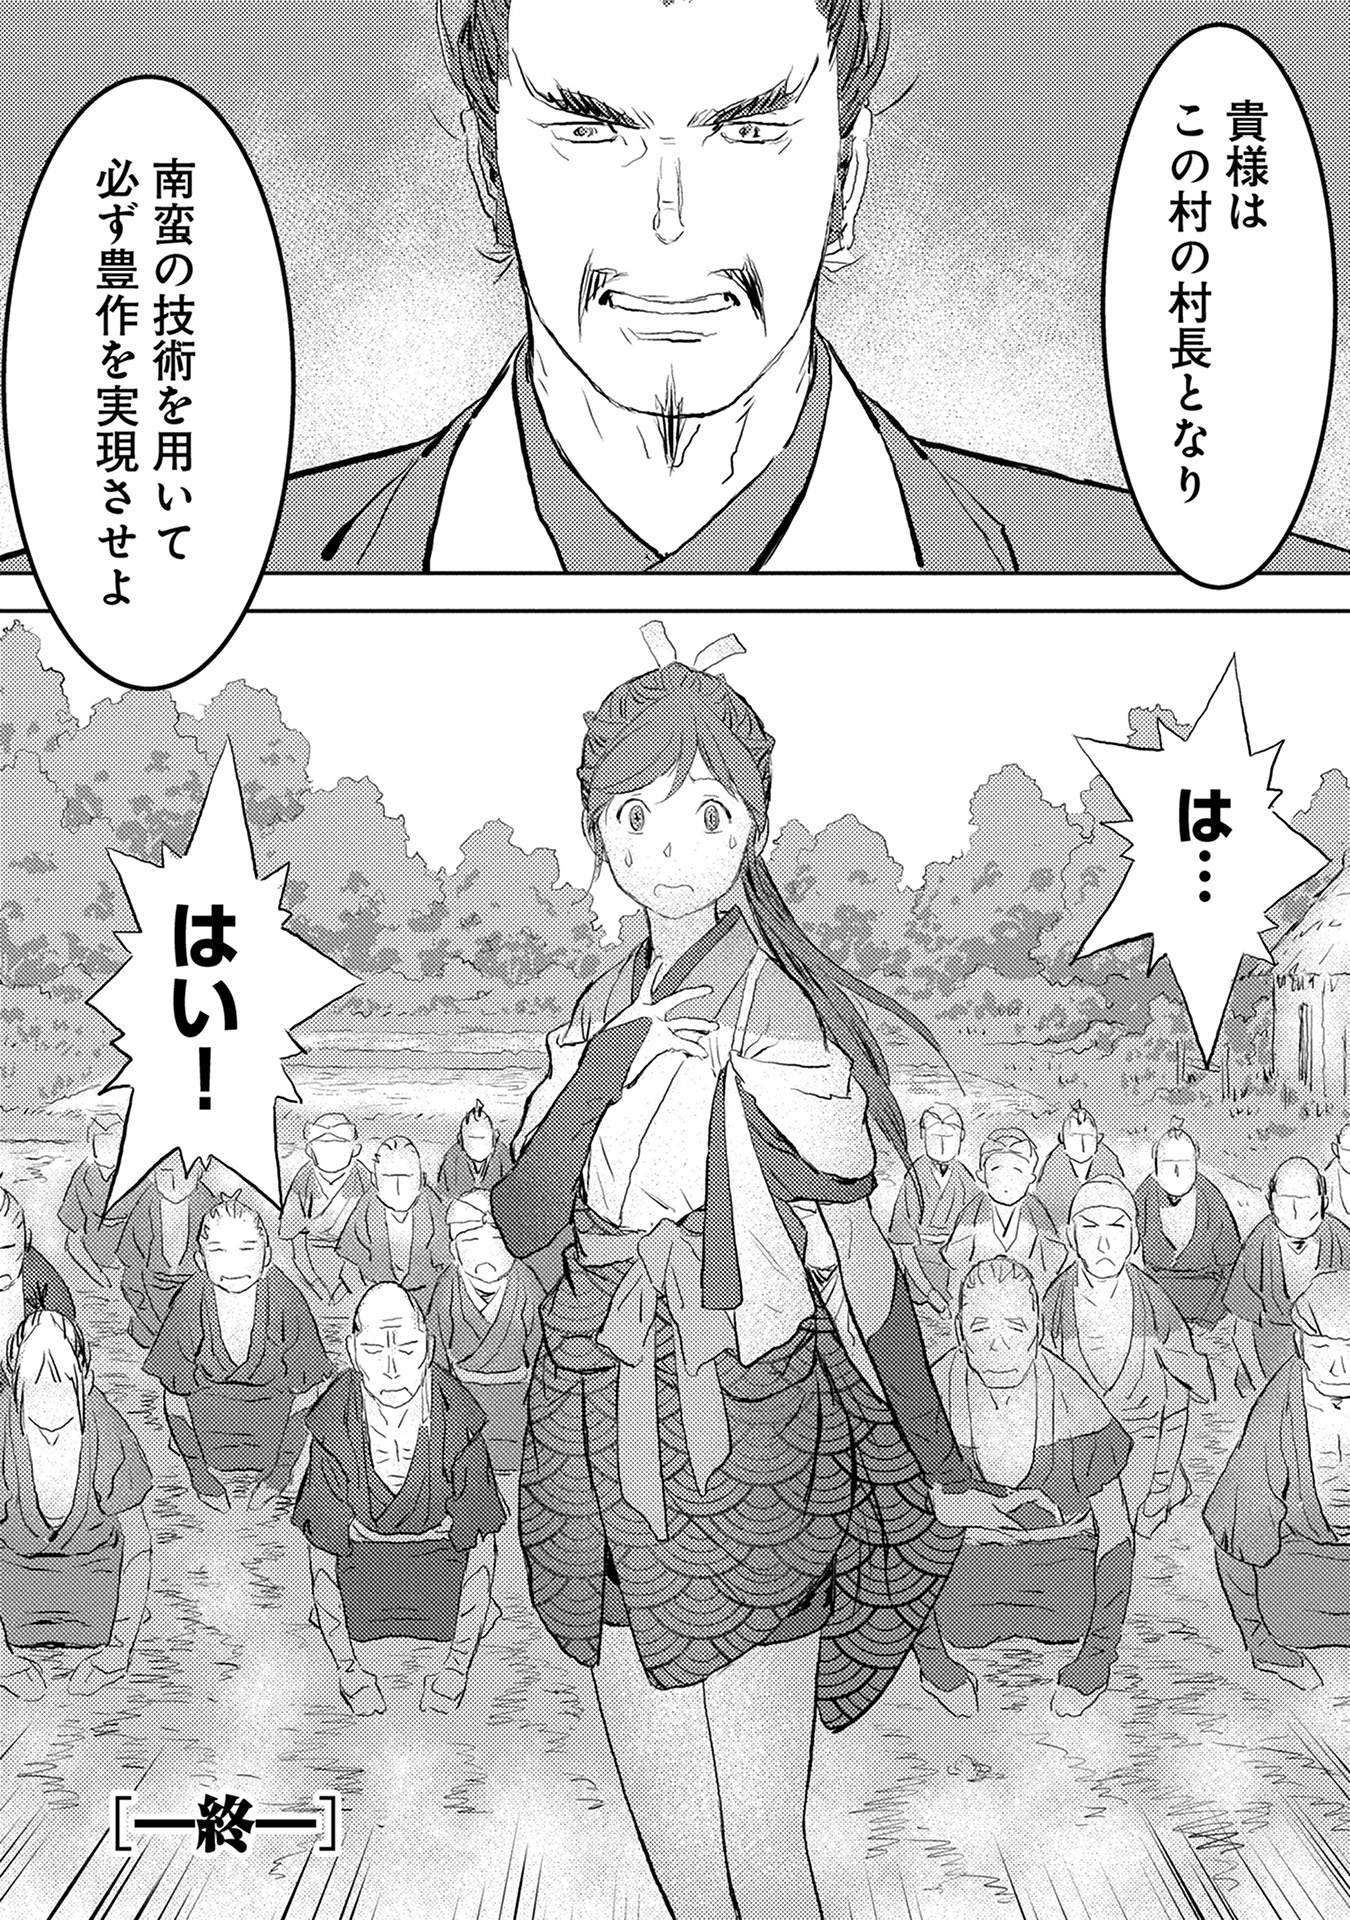 貴様は
この村の村長となり
南蛮の技術を用いて
必ず豊作を実現させよ
は…
はい！
［━終━］